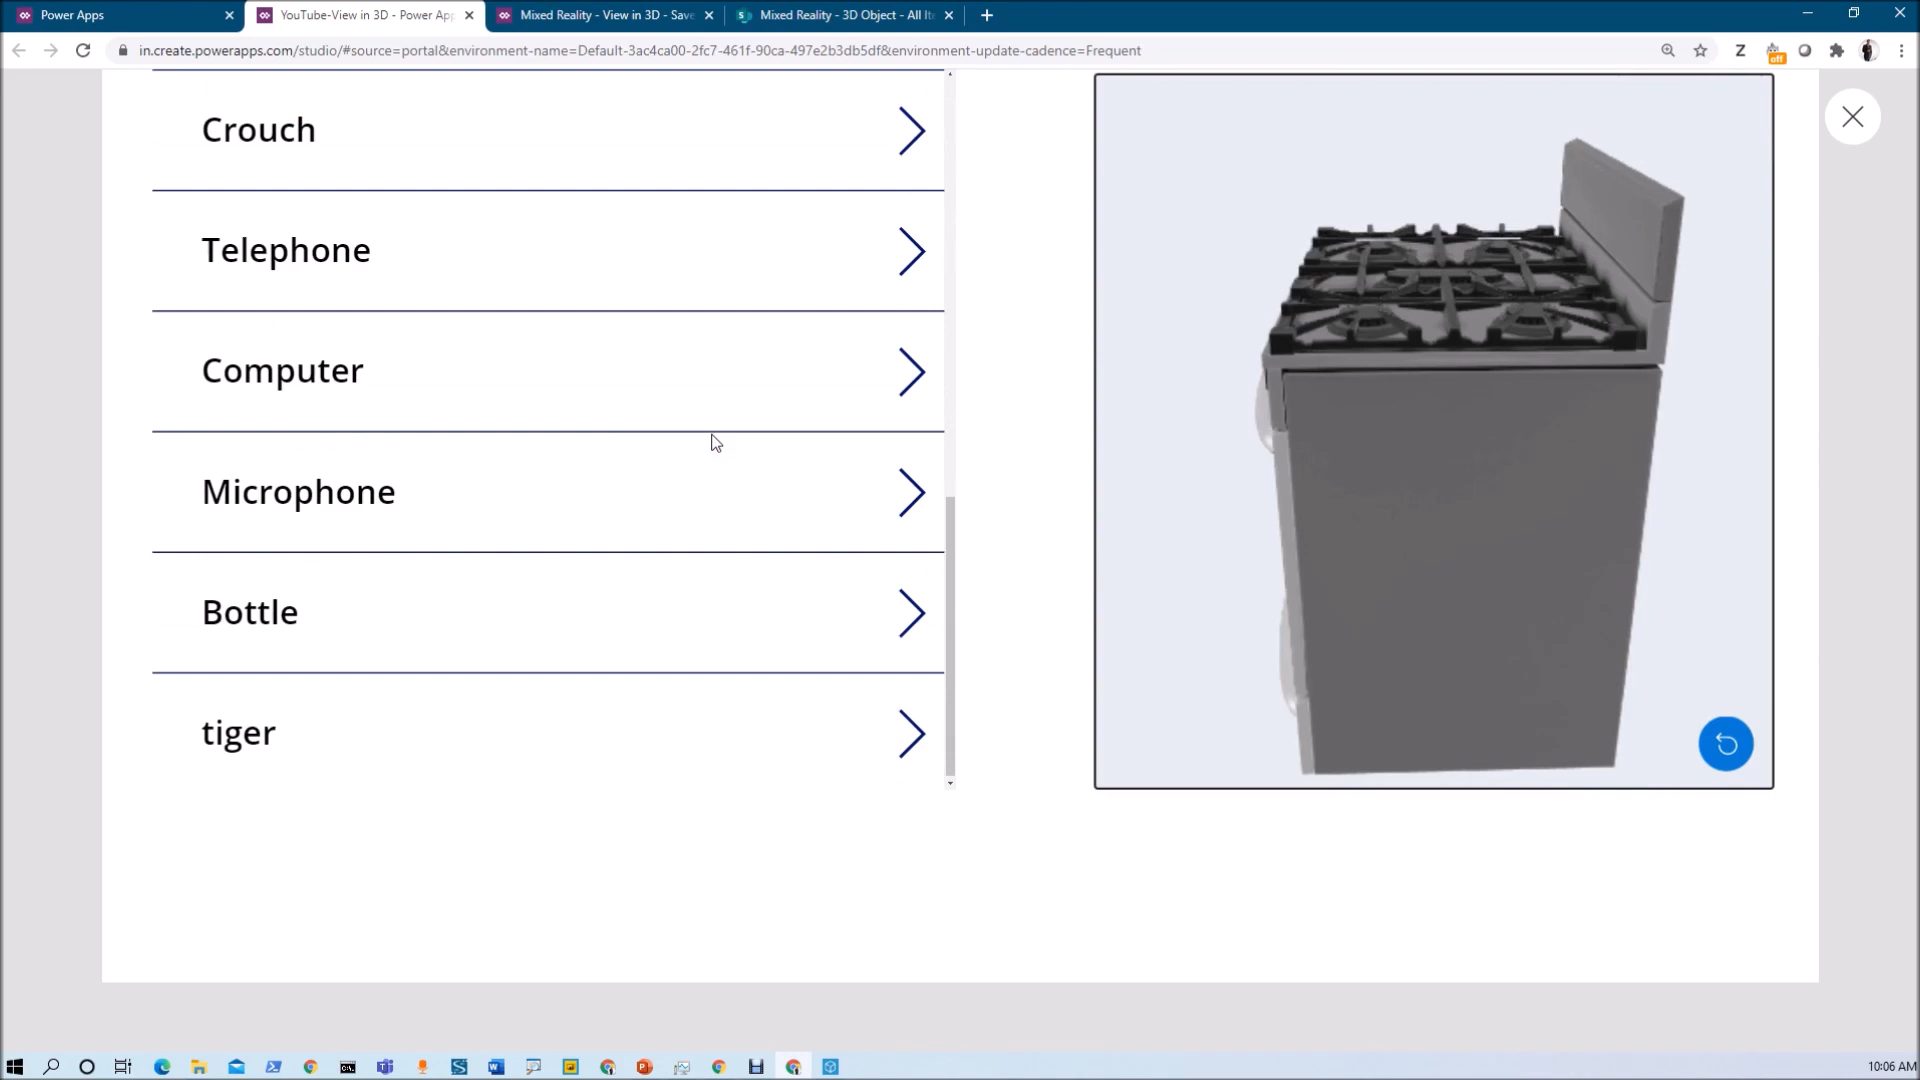 Power Apps
YouTube-View in 3D - Power App
Mixed Reality - View in 3D - Save
Mixed Reality - 3D Object - All It
in.create.powerapps.com/studio/#source=portal&environment-name=Default-3ac4ca00-2fc7-461f-90ca-497e2b3db5df&environment-update-cadence=Frequent
Z
off
Crouch
Telephone
Computer
Microphone
Bottle
tiger
10:06 AM